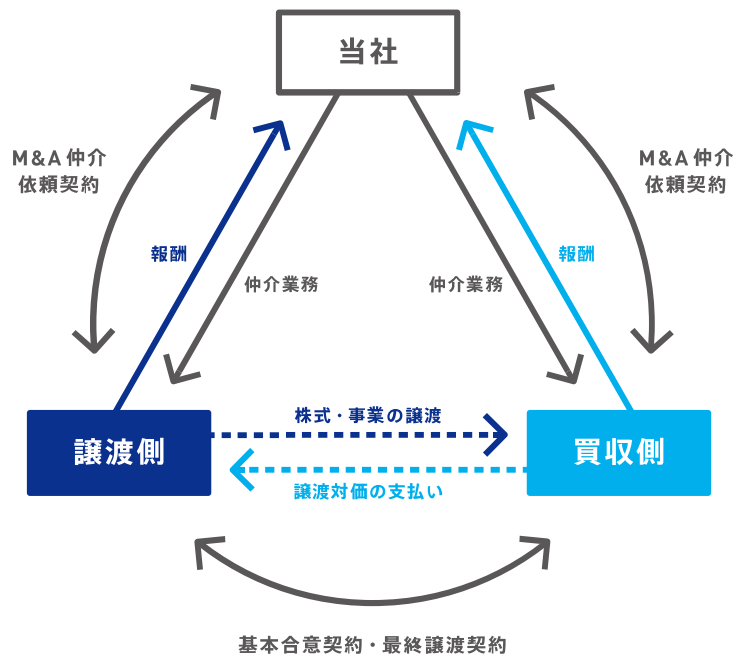 当社
M&A 仲介
依頼契約
M&A 仲介
依頼契約
報酬
報酬
仲介業務
仲介業務
株式・事業の譲渡
譲渡側
買収側
譲渡対価の支払い
基本合意契約・最終譲渡契約